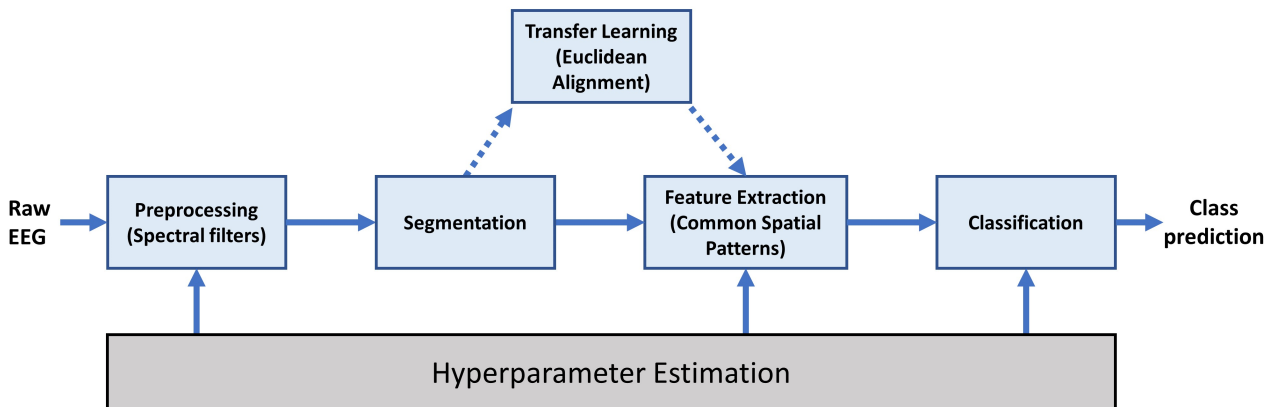 Transfer Learning
(Euclidean
Alignment)
Raw
EEG
Preprocessing
(Spectral filters)
Segmentation
Feature Extraction
(Common Spatial
Patterns)
Classification
Class
prediction
Hyperparameter Estimation